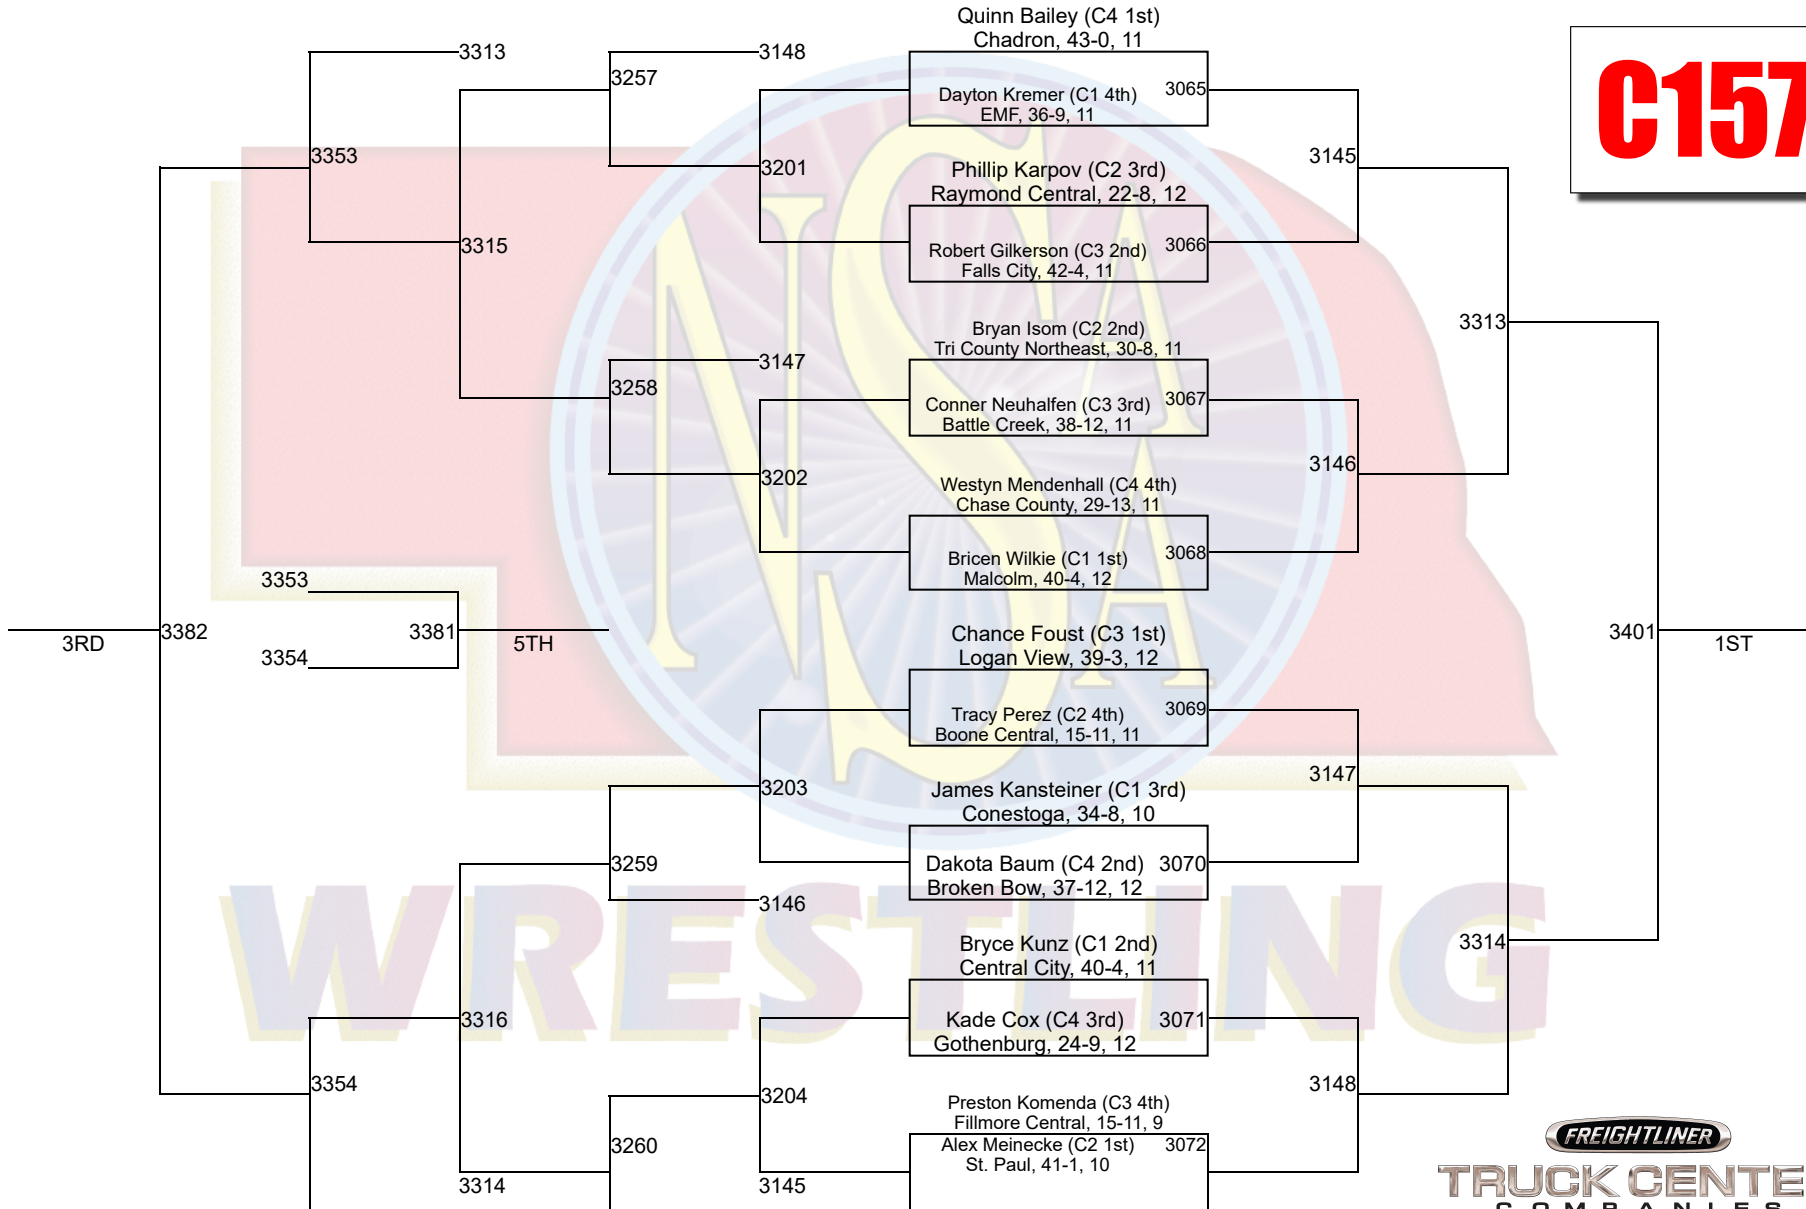 Quinn Bailey (C4 1st)
Chadron, 43-0, 11
3313
3148
3257
C157
Dayton Kremer (C1 4th)
EMF, 36-9, 11
3065
3353
3201
Phillip Karpov (C2 3rd)
Raymond Central, 22-8, 12
3145
3315
Robert Gilkerson (C3 2nd)
Falls City, 42-4, 11
3066
Bryan Isom (C2 2nd)
Tri County Northeast, 30-8, 11
3313
3147
3258
Conner Neuhalfen (C3 3rd)
Battle Creek, 38-12, 11
3067
3202
Westyn Mendenhall (C4 4th)
Chase County, 29-13, 11
3146
Bricen Wilkie (C1 1st)
Malcolm, 40-4, 12
3068
NSAA
3353
3382
3RD
3381
5TH
3354
Chance Foust (C3 1st)
Logan View, 39-3, 12
3401
1ST
Tracy Perez (C2 4th)
Boone Central, 15-11, 11
3069
3203
James Kansteiner (C1 3rd)
Conestoga, 34-8, 10
3147
3259
Dakota Baum (C4 2nd)
Broken Bow, 37-12, 12
3070
3146
WRESTLING
Bryce Kunz (C1 2nd)
Central City, 40-4, 11
3314
3316
Kade Cox (C4 3rd)
Gothenburg, 24-9, 12
3071
3354
3204
Preston Komenda (C3 4th)
Fillmore Central, 15-11, 9
3148
3260
Alex Meinecke (C2 1st)
St. Paul, 41-1, 10
3072
3314
3145
FREIGHTLINER
TRUCK CENTE
COMPANIES